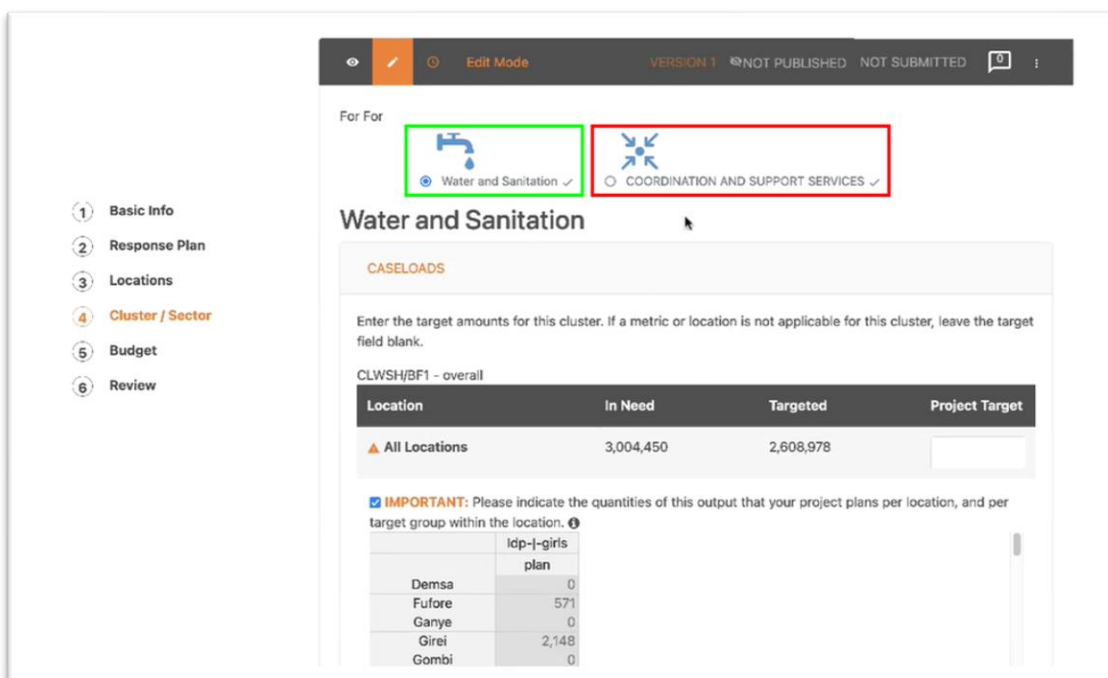 Edit Mode
VERSION 1 NOT PUBLISHED NOT SUBMITTED 0
For For
Water and Sanitation COORDINATION AND SUPPORT SERVICES
1 Basic Info
2 Response Plan
3 Locations
4 Cluster / Sector
5 Budget
6 Review
Water and Sanitation
CASELOADS
Enter the target amounts for this cluster. If a metric or location is not applicable for this cluster, leave the target
field blank.
CLWSH/BF1 - overall
Location In Need Targeted Project Target
All Locations 3,004,450 2,608,978
IMPORTANT: Please indicate the quantities of this output that your project plans per location, and per
target group within the location.
Idp-|-girls
plan
Demsa 0
Fufore 571
Ganye 0
Girei 2,148
Gombi 0